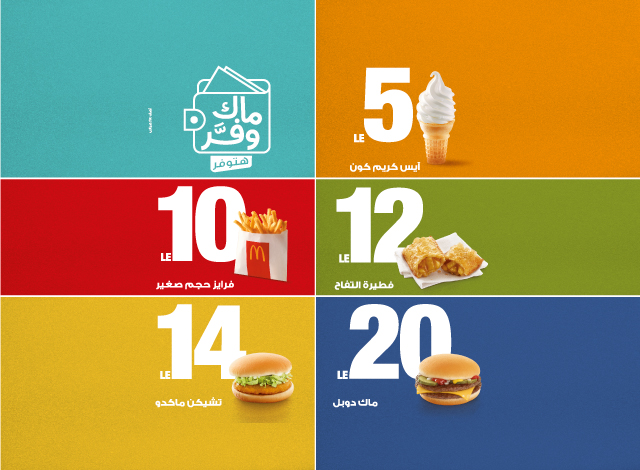 ماك
وفَّر
هتوفر
5 LE
آيس كريم كون
10 LE
فرايز حجم صغير
12 LE
فطيرة التفاح
14 LE
تشيكن ماكدو
20 LE
ماك دوبل